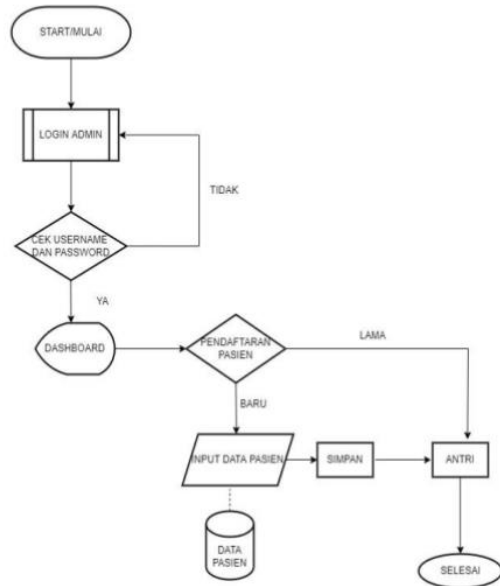 START/MULAI
LOGIN ADMIN
TIDAK
CEK USERNAME
DAN PASSWORD
YA
DASHBOARD
PENDAFTARAN
PASIEN
LAMA
BARU
INPUT DATA PASIEN
SIMPAN
ANTRI
DATA
PASIEN
SELESAI